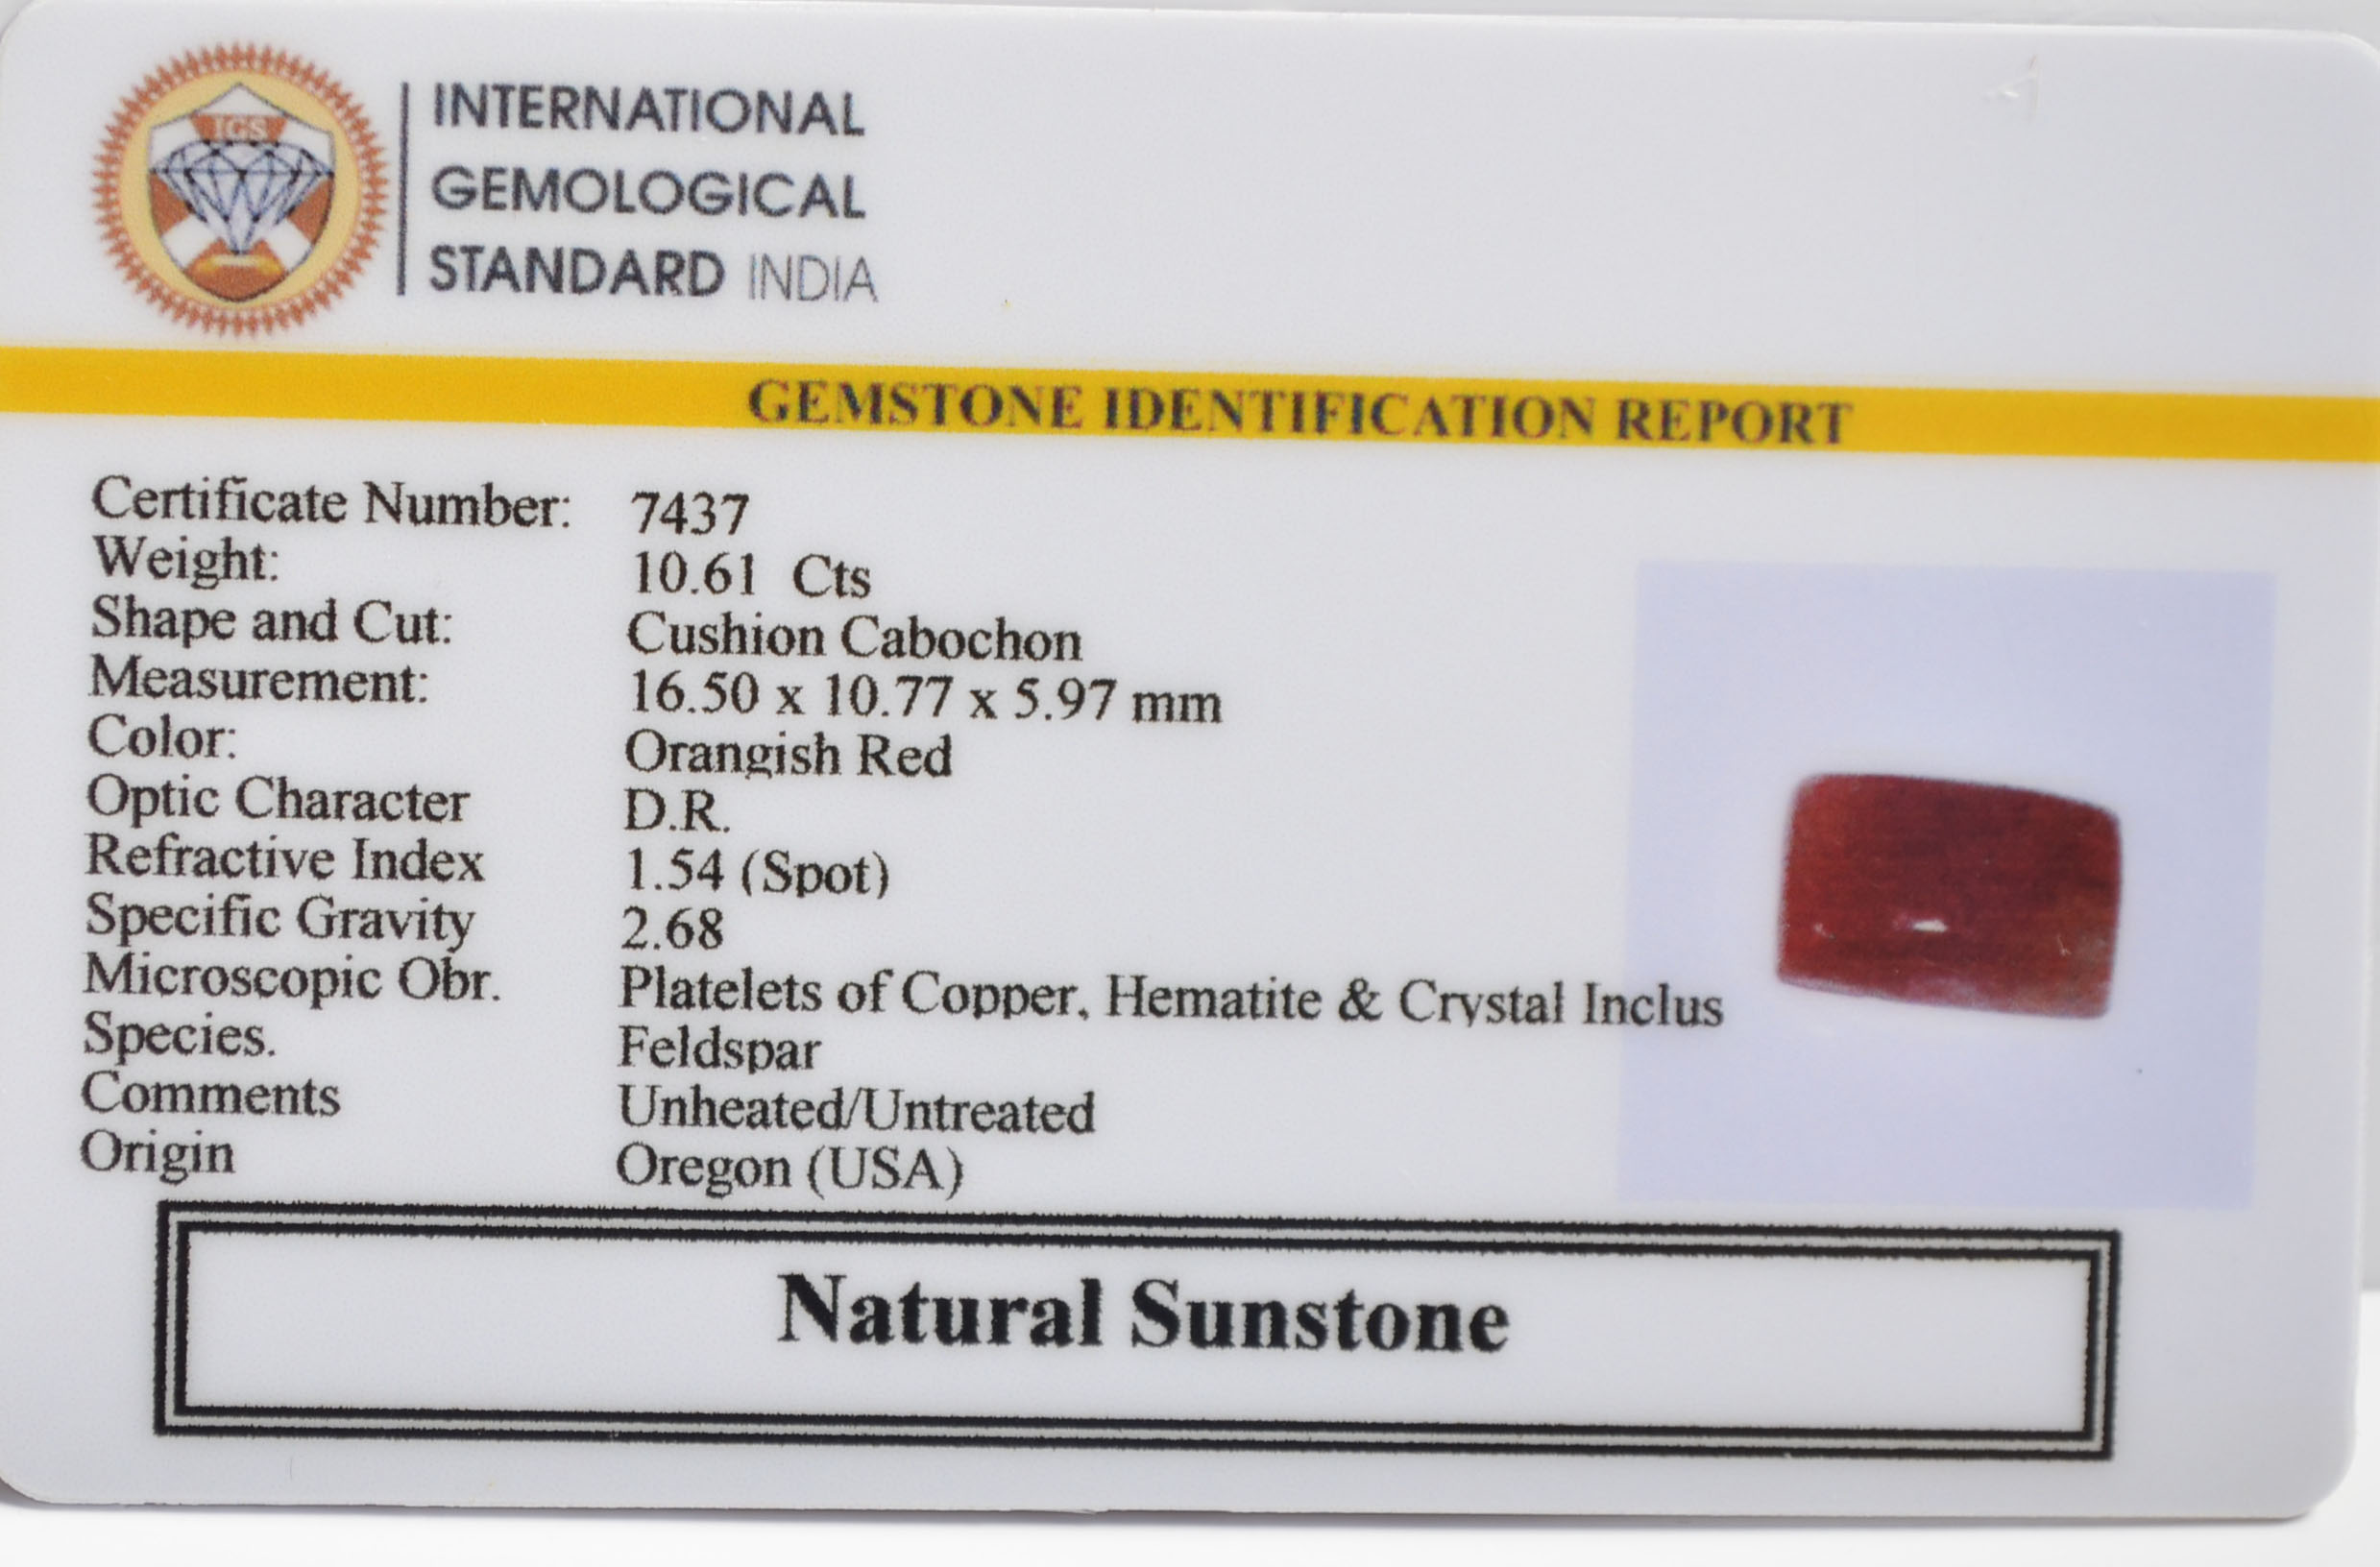 IGS
INTERNATIONAL
GEMOLOGICAL
STANDARD INDIA
GEMSTONE IDENTIFICATION REPORT
Certificate Number: 7437
Weight: 10.61 Cts
Shape and Cut: Cushion Cabochon
Measurement: 16.50 x 10.77 x 5.97 mm
Color: Orangish Red
Optic Character D.R.
Refractive Index 1.54 (Spot)
Specific Gravity 2.68
Microscopic Obr. Platelets of Copper, Hematite & Crystal Inclus
Species. Feldspar
Comments Unheated/Untreated
Origin Oregon (USA)
Natural Sunstone